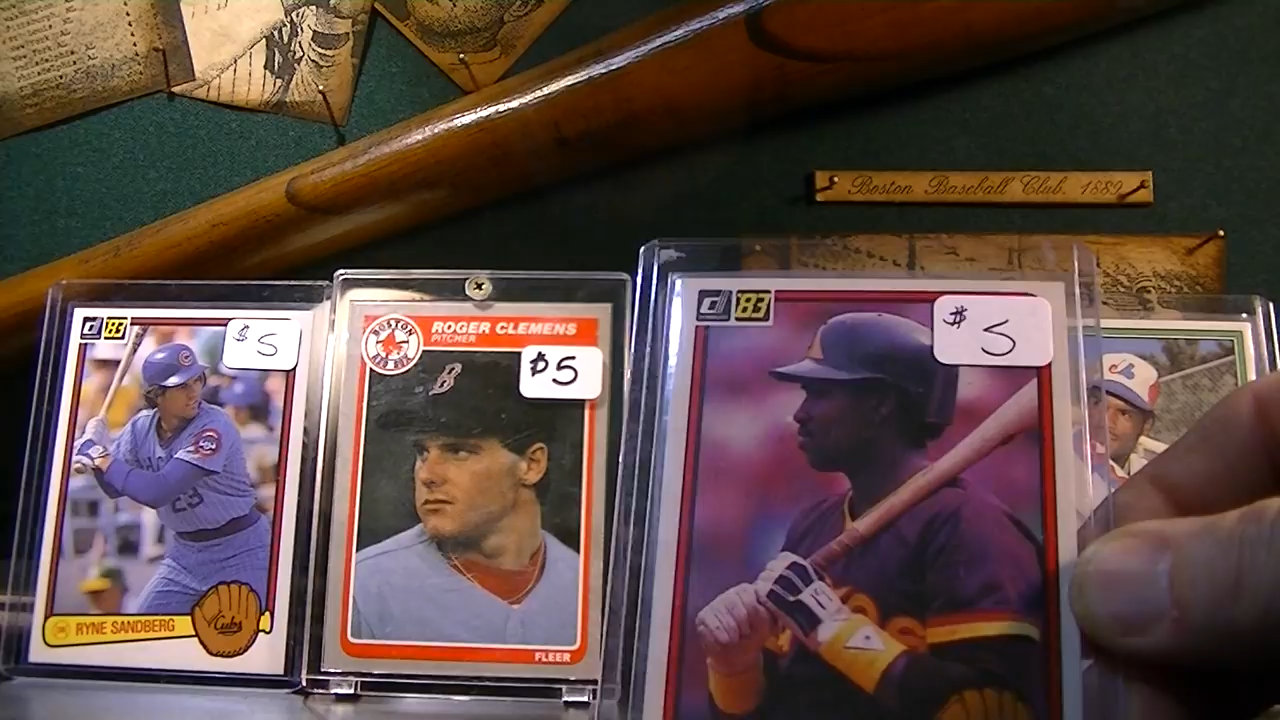 Boston Baseball Club. 1889
'83
$5
RYNE SANDBERG
Cubs
BOSTON
RED SOX
ROGER CLEMENS
PITCHER
$5
B
FLEER
'83
$5
23